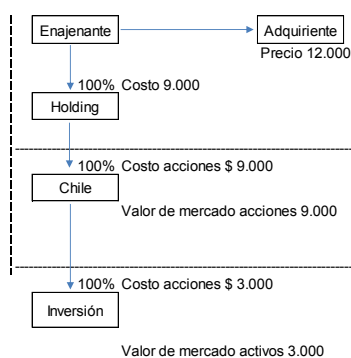 Enajenante
Adquiriente
Precio 12.000
100% Costo 9.000
Holding
100% Costo acciones $ 9.000
Chile
Valor de mercado acciones 9.000
100% Costo acciones $ 3.000
Inversión
Valor de mercado activos 3.000